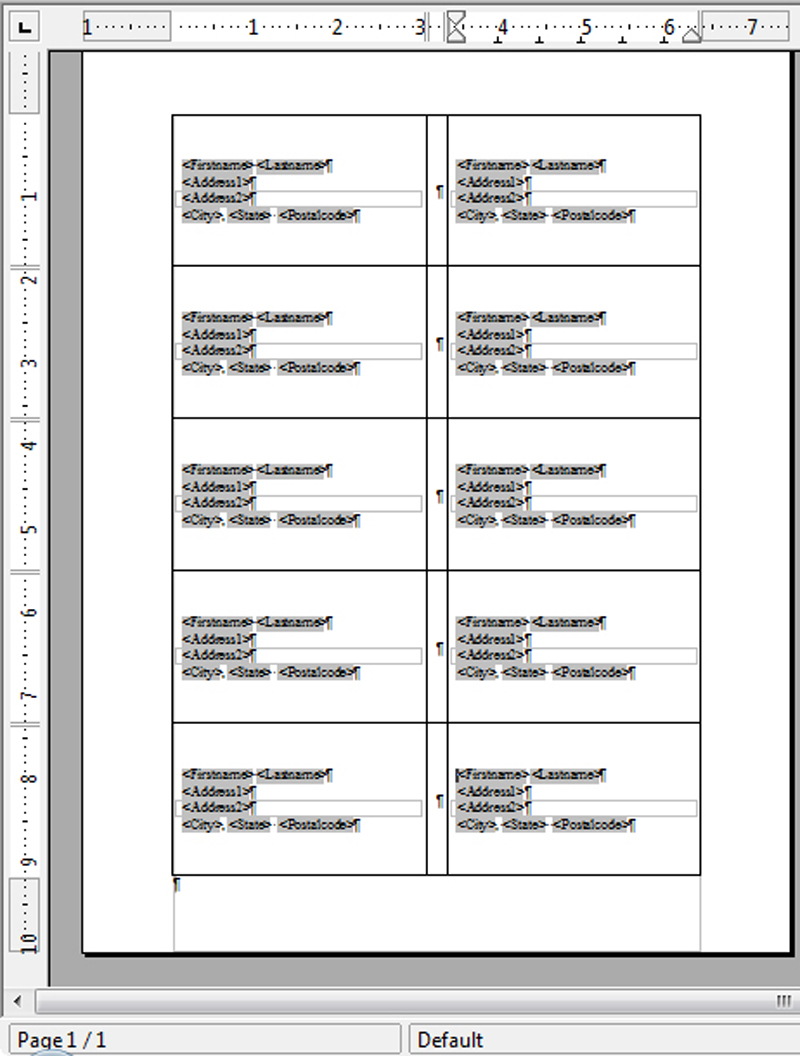 1 1 2 3 4 5 6 7
<Firstname> <Lastname>¶ <Firstname> <Lastname>¶
<Address1>¶ <Address1>¶
1 ¶ ¶
<Address2>¶ <Address2>¶
<City>, <State> <Postalcode>¶ <City>, <State> <Postalcode>¶
2
<Firstname> <Lastname>¶ <Firstname> <Lastname>¶
<Address1>¶ ¶ <Address1>¶
<Address2>¶ <Address2>¶
3 <City>, <State> <Postalcode>¶ <City>, <State> <Postalcode>¶
4
<Firstname> <Lastname>¶ <Firstname> <Lastname>¶
<Address1>¶ ¶ <Address1>¶
<Address2>¶ <Address2>¶
5 <City>, <State> <Postalcode>¶ <City>, <State> <Postalcode>¶
6 <Firstname> <Lastname>¶ <Firstname> <Lastname>¶
<Address1>¶ ¶ <Address1>¶
<Address2>¶ <Address2>¶
<City>, <State> <Postalcode>¶ <City>, <State> <Postalcode>¶
7
8 <Firstname> <Lastname>¶ <Firstname> <Lastname>¶
<Address1>¶ ¶ <Address1>¶
<Address2>¶ <Address2>¶
<City>, <State> <Postalcode>¶ <City>, <State> <Postalcode>¶
9
¶
10
Page 1 / 1 Default